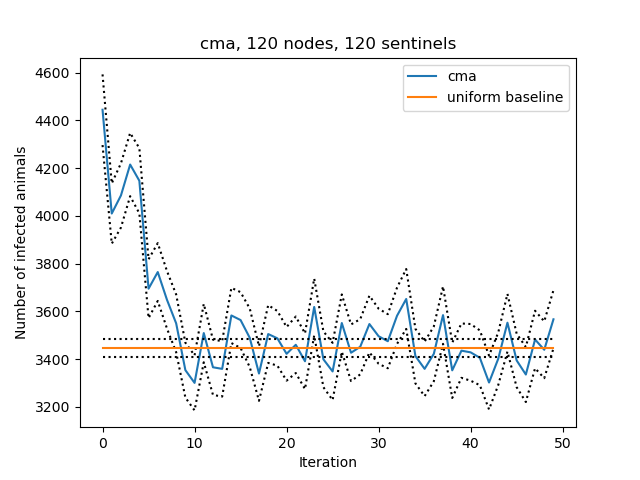 cma, 120 nodes, 120 sentinels
cma
uniform baseline
Number of infected animals
4600
4400
4200
4000
3800
3600
3400
3200
0 10 20 30 40 50
Iteration